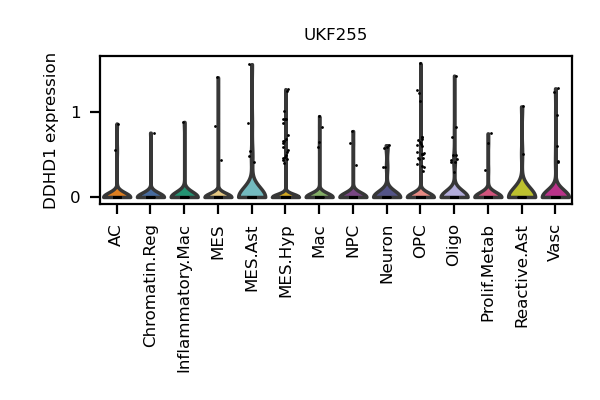 UKF255
DDHD1 expression
1
0
AC
Chromatin.Reg
Inflammatory.Mac
MES
MES.Ast
MES.Hyp
Mac
NPC
Neuron
OPC
Oligo
Prolif.Metab
Reactive.Ast
Vasc